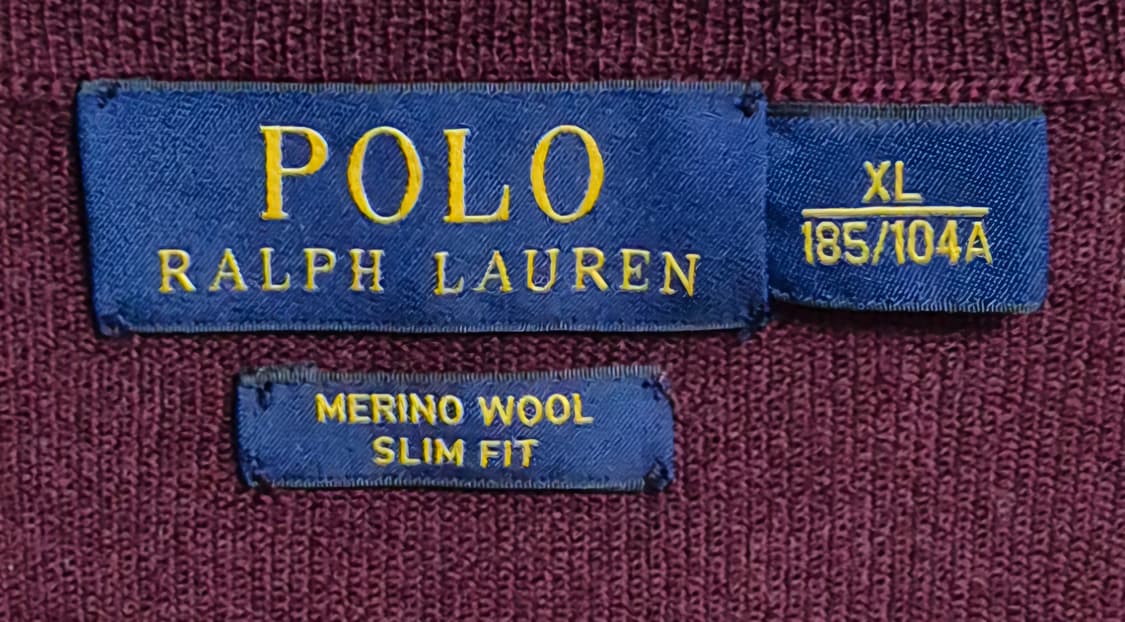 POLO
RALPH LAUREN
XL
185/104A
MERINO WOOL
SLIM FIT